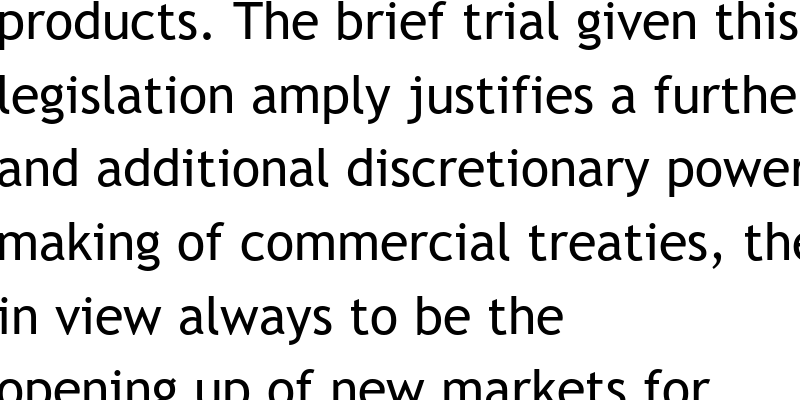 products. The brief trial given this
legislation amply justifies a furthe
and additional discretionary power
making of commercial treaties, the
in view always to be the
opening up of new markets for